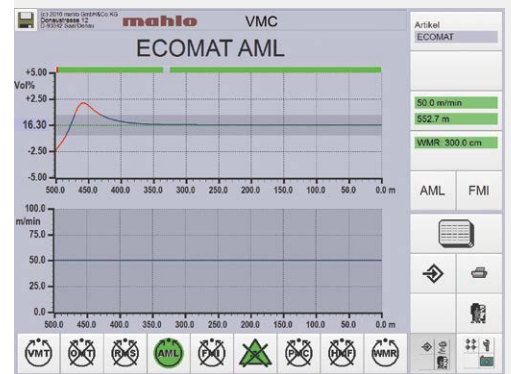 (c) 2010 mahlo GmbH&Co KG
Donaustrasse 12
D-93342 Saal/Donau
mahlo
VMC
ECOMAT AML
+5.00
Vol%
+2.50
16.30
-2.50
-5.00
500.0 450.0 400.0 350.0 300.0 250.0 200.0 150.0 100.0 50.0 0.0 m
100.0
m/min
75.0
50.0
25.0
0.0
500.0 450.0 400.0 350.0 300.0 250.0 200.0 150.0 100.0 50.0 0.0 m
VMT
OMT
RMS
AML
FMI
PMC
HMF
WMR
Artikel
ECOMAT
50.0 m/min
552.7 m
WMR 300.0 cm
AML
FMI